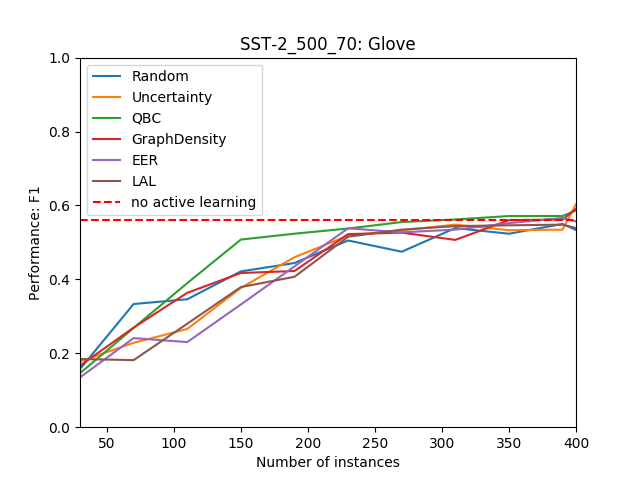 SST-2_500_70: Glove
1.0
0.8
0.6
0.4
0.2
0.0
Performance: F1
Random
Uncertainty
QBC
GraphDensity
EER
LAL
no active learning
50 100 150 200 250 300 350 400
Number of instances